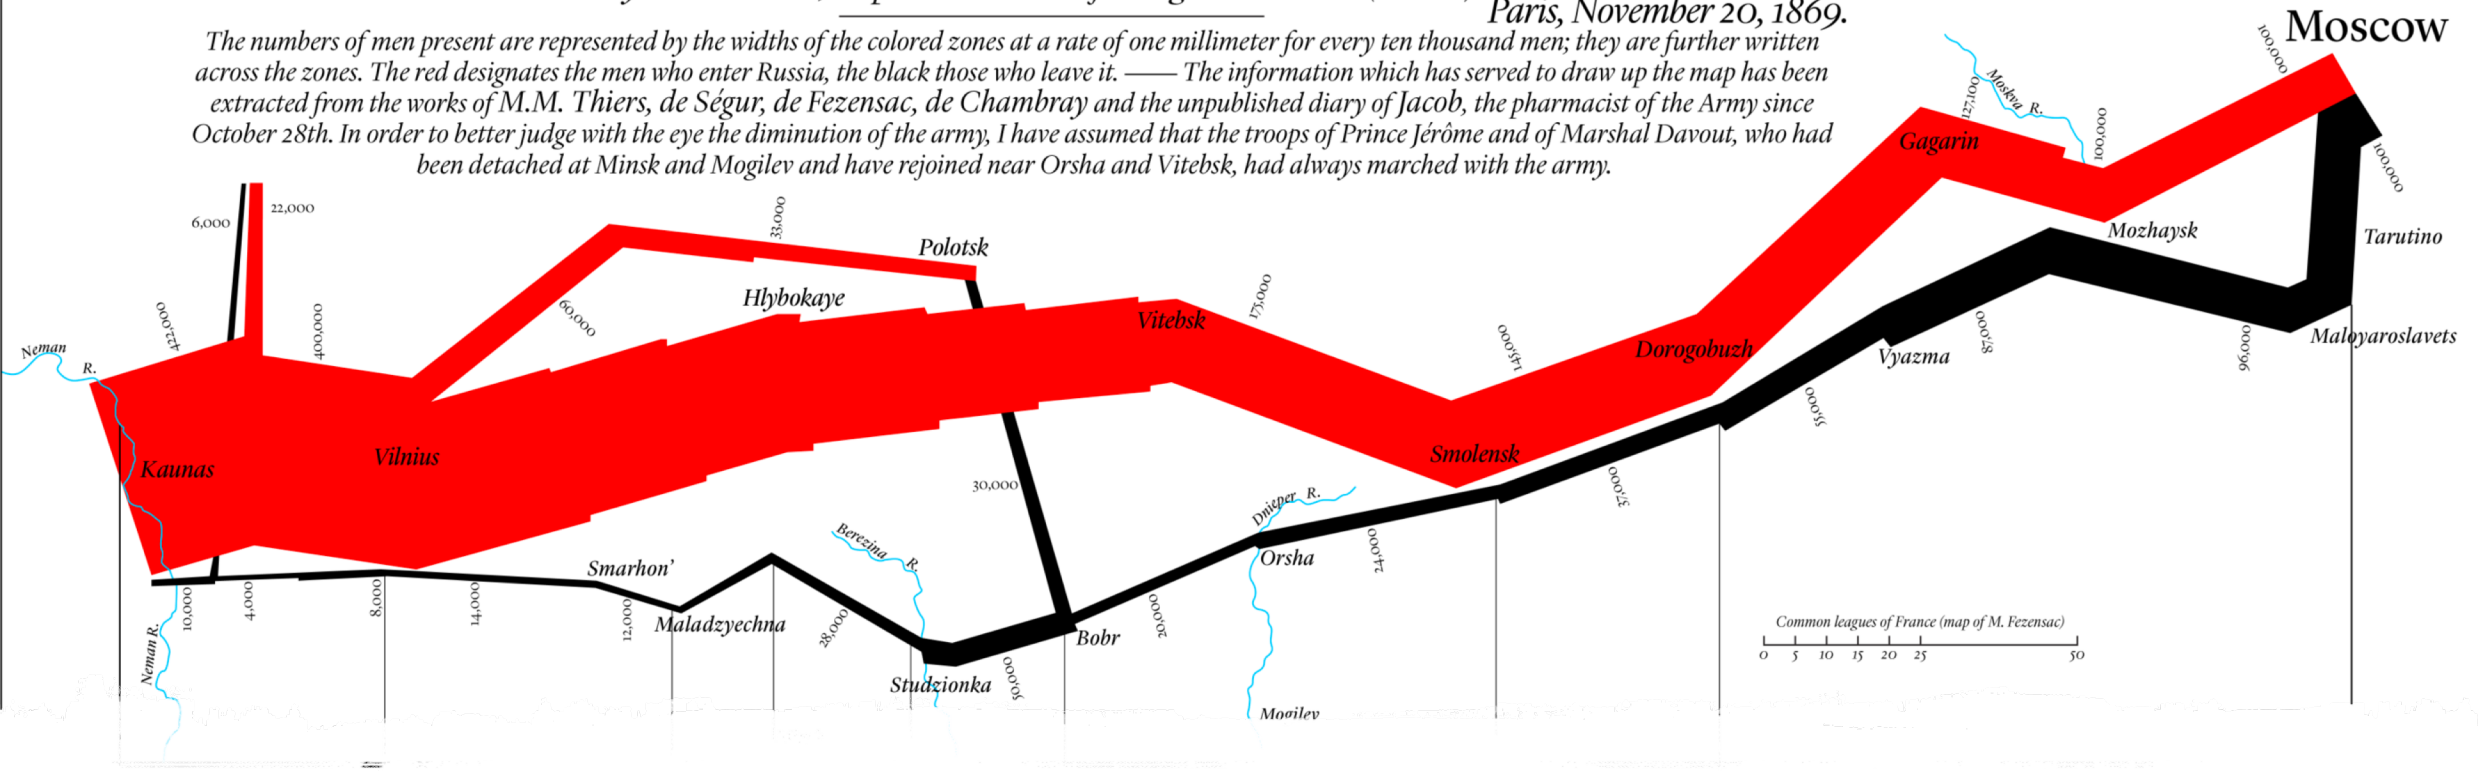 Paris, November 20, 1869.
Moscow
The numbers of men present are represented by the widths of the colored zones at a rate of one millimeter for every ten thousand men; they are further written
across the zones. The red designates the men who enter Russia, the black those who leave it. —— The information which has served to draw up the map has been
extracted from the works of M.M. Thiers, de Ségur, de Fezensac, de Chambray and the unpublished diary of Jacob, the pharmacist of the Army since
October 28th. In order to better judge with the eye the diminution of the army, I have assumed that the troops of Prince Jérôme and of Marshal Davout, who had
been detached at Minsk and Mogilev and have rejoined near Orsha and Vitebsk, had always marched with the army.
100,000
Moskva R.
127,100
100,000
Gagarin
100,000
6,000
22,000
33,000
Polotsk
Mozhaysk
Tarutino
Hlybokaye
60,000
422,000
400,000
175,000
Vitebsk
145,000
Dorogobuzh
Vyazma
87,000
96,000
Maloyaroslavets
Neman R.
55,000
Kaunas
Vilnius
Smolensk
37,000
30,000
Dnieper R.
Berezina R.
Orsha
24,000
Smarhon’
10,000
4,000
8,000
14,000
12,000
Maladzyechna
28,000
Bobr
20,000
Neman R.
Studzionka
50,000
Common leagues of France (map of M. Fezensac)
0 5 10 15 20 25 50
Mogilev